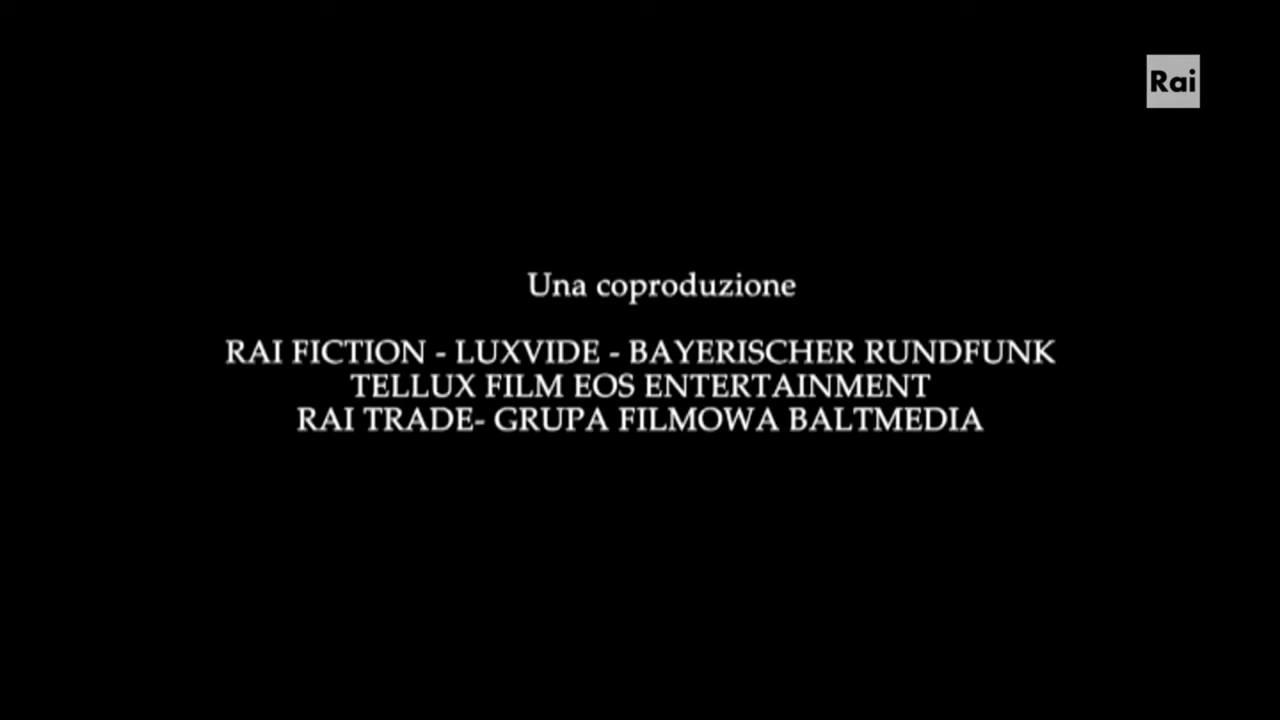 Rai
Una coproduzione
RAI FICTION - LUXVIDE - BAYERISCHER RUNDFUNK
TELLUX FILM EOS ENTERTAINMENT
RAI TRADE- GRUPA FILMOWA BALTMEDIA